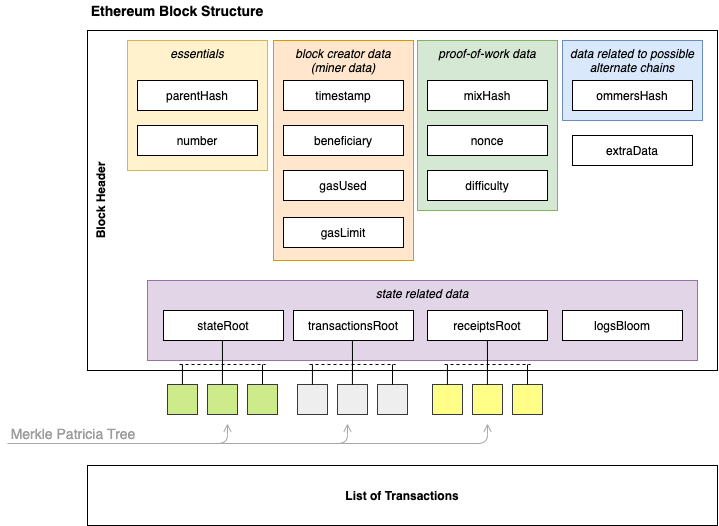 Ethereum Block Structure
Block Header
essentials
parentHash
number
block creator data
(miner data)
timestamp
beneficiary
gasUsed
gasLimit
proof-of-work data
mixHash
nonce
difficulty
data related to possible
alternate chains
ommersHash
extraData
state related data
stateRoot
transactionsRoot
receiptsRoot
logsBloom
Merkle Patricia Tree
List of Transactions